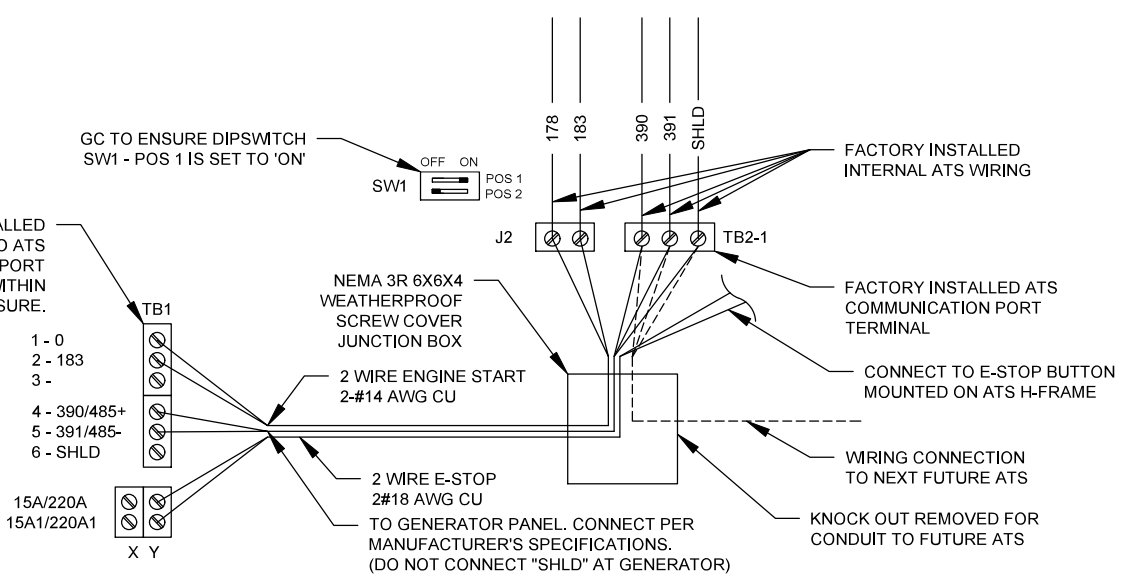 178
183
390
391
SHLD
GC TO ENSURE DIPSWITCH
SW1 - POS 1 IS SET TO 'ON'
OFF ON
SW1
POS 1
POS 2
FACTORY INSTALLED
INTERNAL ATS WIRING
J2
TB2-1
ALLED
O ATS
PORT
MITHIN
SURE.
TB1
1 - 0
2 - 183
3 -
4 - 390/485+
5 - 391/485-
6 - SHLD
15A/220A
15A1/220A1
X Y
NEMA 3R 6X6X4
WEATHERPROOF
SCREW COVER
JUNCTION BOX
2 WIRE ENGINE START
2-#14 AWG CU
2 WIRE E-STOP
2#18 AWG CU
TO GENERATOR PANEL. CONNECT PER
MANUFACTURER'S SPECIFICATIONS.
(DO NOT CONNECT "SHLD" AT GENERATOR)
FACTORY INSTALLED ATS
COMMUNICATION PORT
TERMINAL
CONNECT TO E-STOP BUTTON
MOUNTED ON ATS H-FRAME
WIRING CONNECTION
TO NEXT FUTURE ATS
KNOCK OUT REMOVED FOR
CONDUIT TO FUTURE ATS